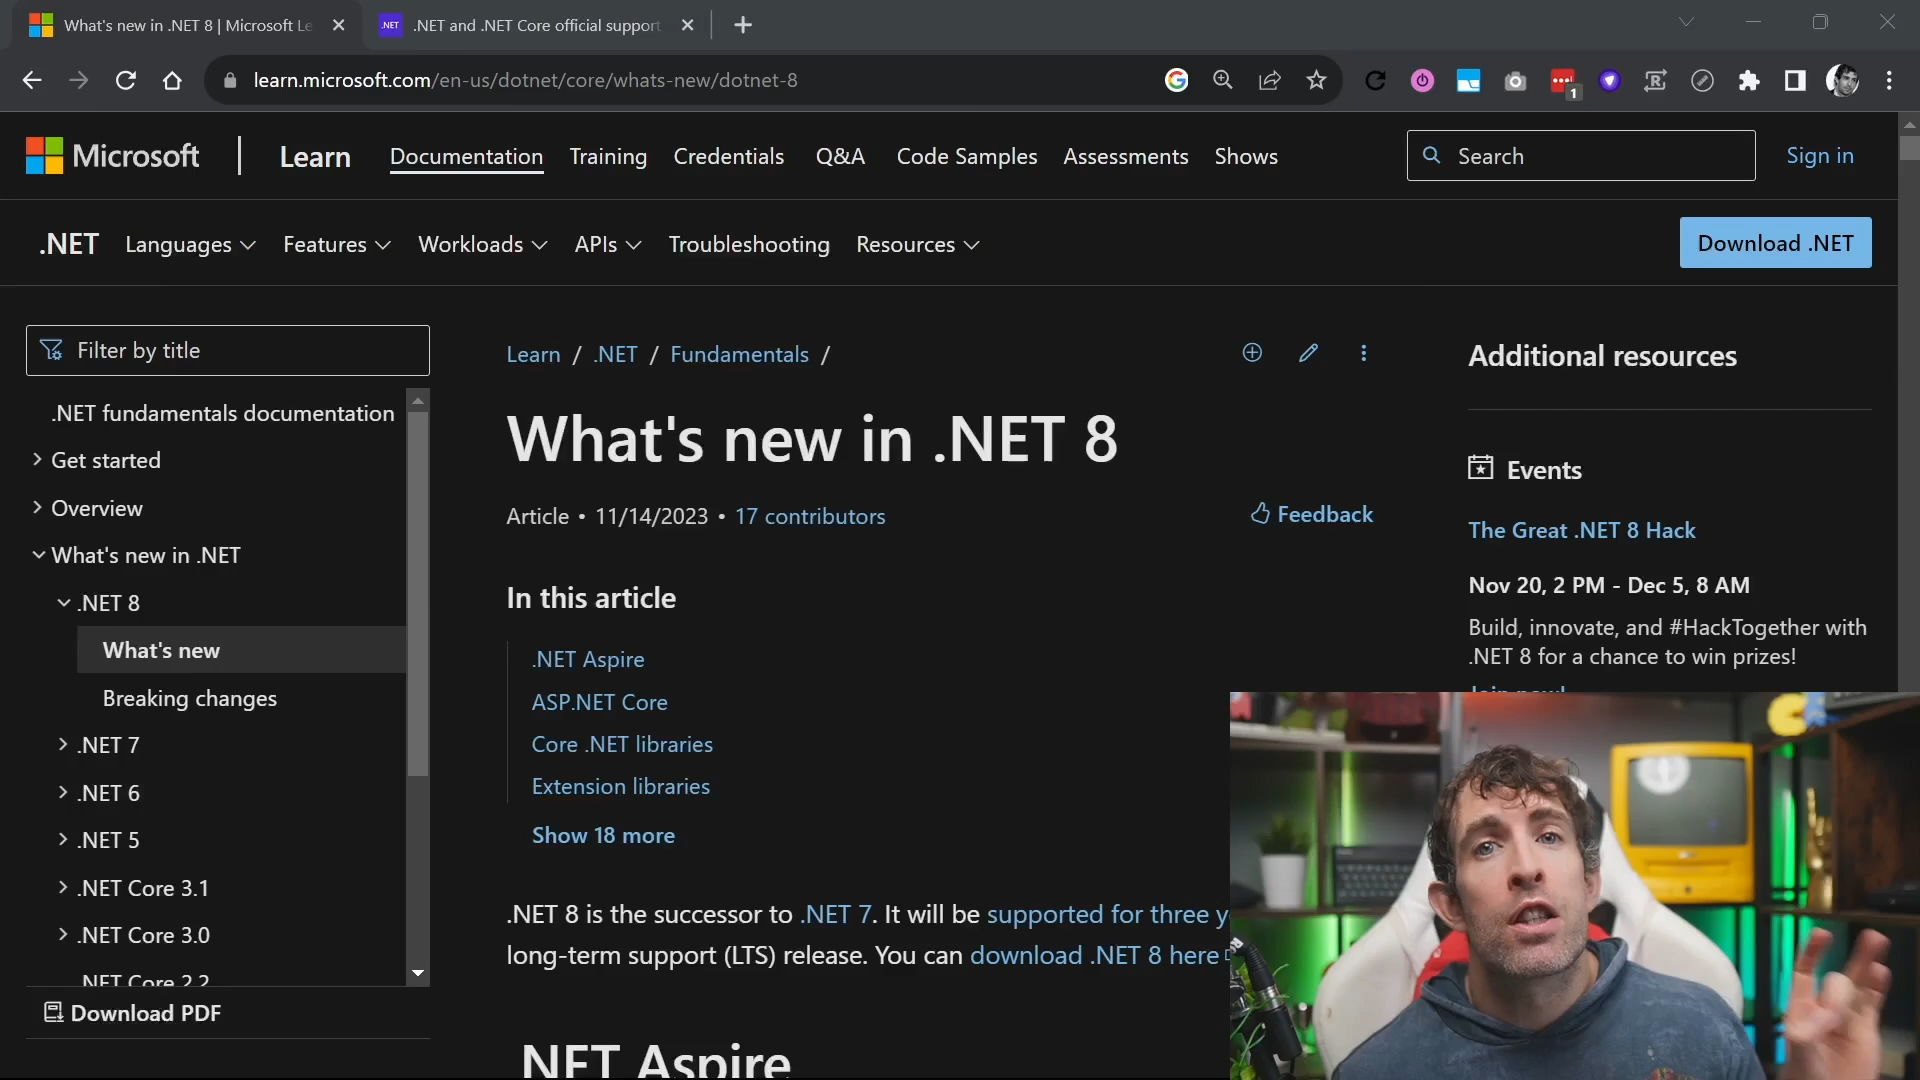 What's new in .NET 8 | Microsoft Le
.NET
.NET and .NET Core official support
learn.microsoft.com/en-us/dotnet/core/whats-new/dotnet-8
1
Microsoft
Learn
Documentation
Training
Credentials
Q&A
Code Samples
Assessments
Shows
Search
Sign in
.NET
Languages
Features
Workloads
APIs
Troubleshooting
Resources
Download .NET
Filter by title
.NET fundamentals documentation
Get started
Overview
What's new in .NET
.NET 8
What's new
Breaking changes
.NET 7
.NET 6
.NET 5
.NET Core 3.1
.NET Core 3.0
.NET Core 2.2
Download PDF
Learn / .NET / Fundamentals /
What's new in .NET 8
Article • 11/14/2023 • 17 contributors
Feedback
In this article
.NET Aspire
ASP.NET Core
Core .NET libraries
Extension libraries
Show 18 more
.NET 8 is the successor to .NET 7. It will be supported for three y
long-term support (LTS) release. You can download .NET 8 here
.NET Aspire
Additional resources
Events
The Great .NET 8 Hack
Nov 20, 2 PM - Dec 5, 8 AM
Build, innovate, and #HackTogether with
.NET 8 for a chance to win prizes!
Join now!